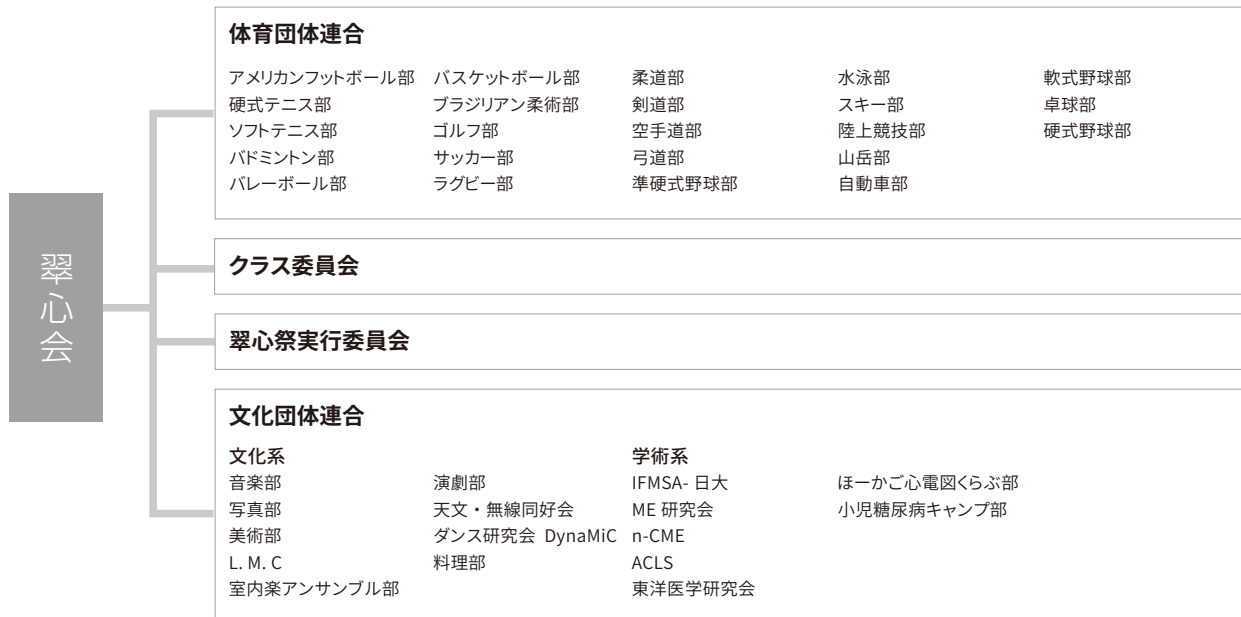 翠心会
体育団体連合
アメリカンフットボール部 バスケットボール部 柔道部 水泳部 軟式野球部
硬式テニス部 ブラジリアン柔術部 剣道部 スキー部 卓球部
ソフトテニス部 ゴルフ部 空手道部 陸上競技部 硬式野球部
バドミントン部 サッカー部 弓道部 山岳部
バレーボール部 ラグビー部 準硬式野球部 自動車部
クラス委員会
翠心祭実行委員会
文化団体連合
文化系 学術系
音楽部 演劇部 IFMSA- 日大 ほーかご心電図くらぶ部
写真部 天文・無線同好会 ME 研究会 小児糖尿病キャンプ部
美術部 ダンス研究会 DynaMiC n-CME
L. M. C 料理部 ACLS
室内楽アンサンブル部 東洋医学研究会